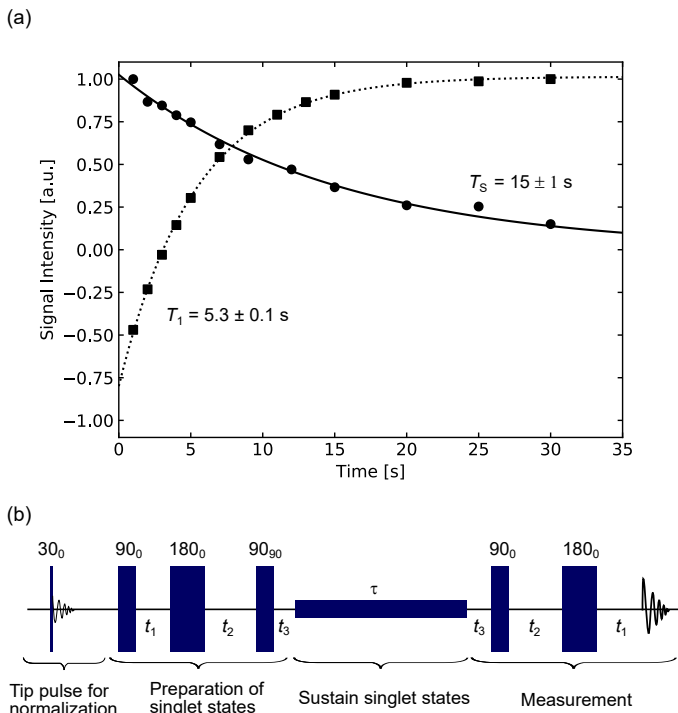 (a)
1.00
0.75
0.50
0.25
0.00
−0.25
−0.50
−0.75
−1.00
Signal Intensity [a.u.]
T_S = 15 ± 1 s
T_1 = 5.3 ± 0.1 s
0 5 10 15 20 25 30 35
Time [s]
(b)
30_0 90_0 180_0 90_90 τ 90_0 180_0
t_1 t_2 t_3 t_3 t_2 t_1
Tip pulse for Preparation of Sustain singlet states Measurement
normalization singlet states